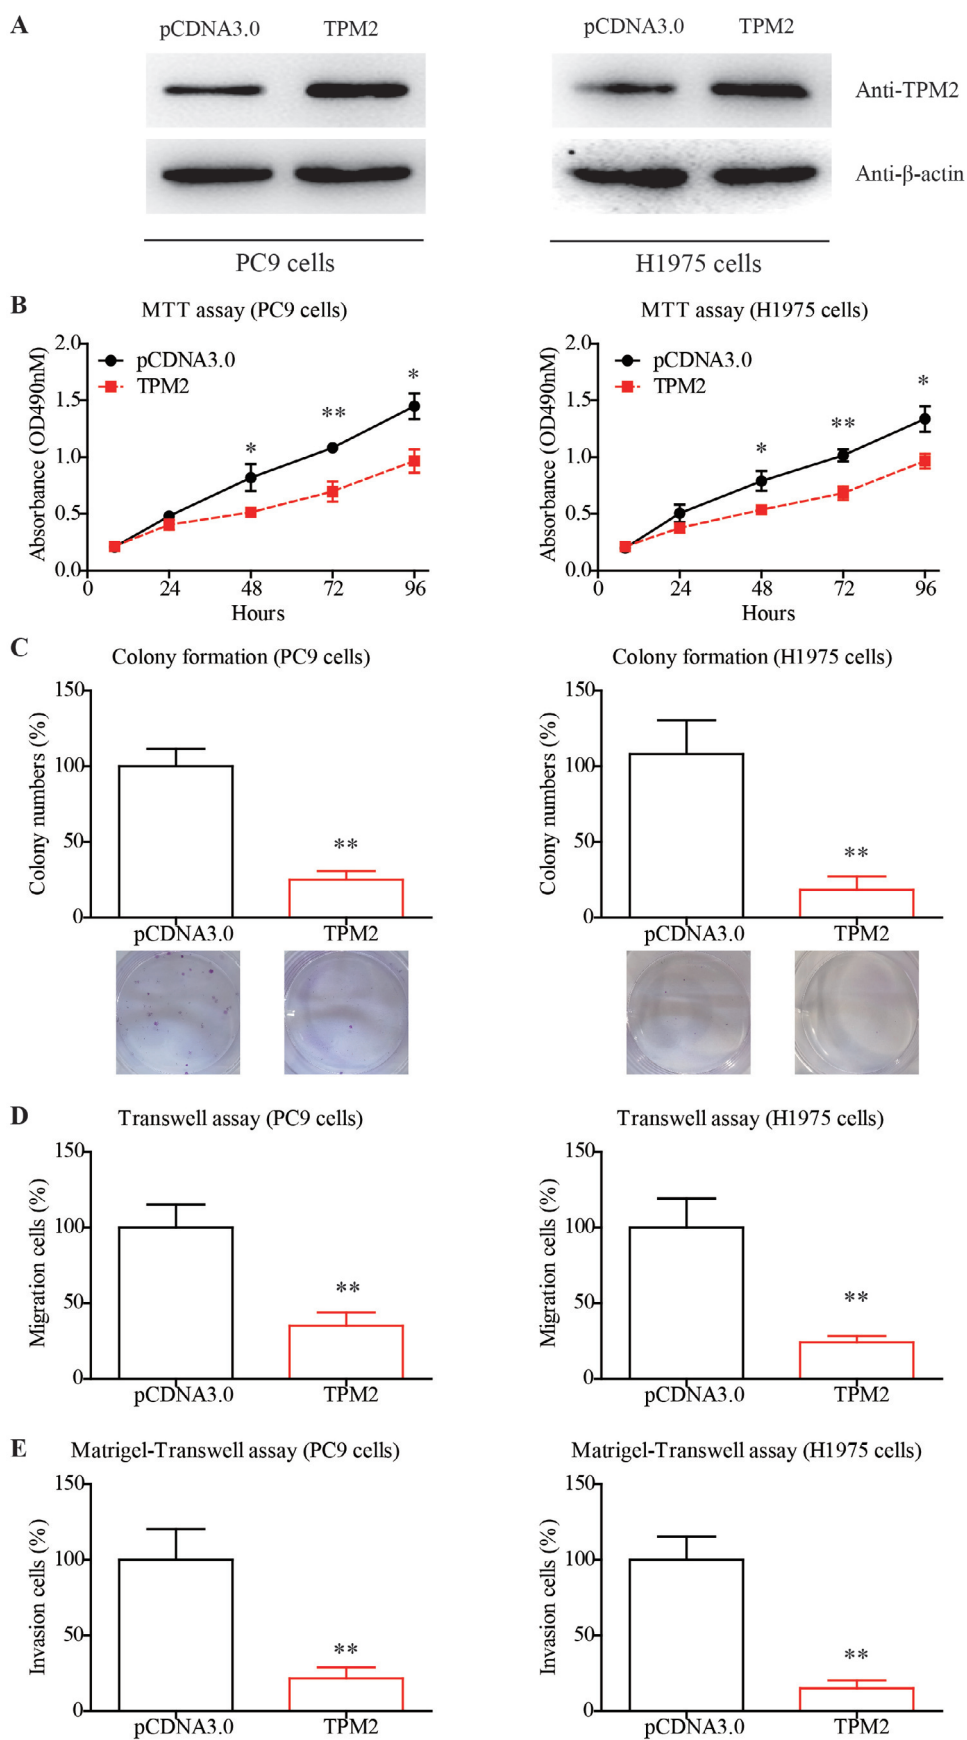 A
pCDNA3.0 TPM2 pCDNA3.0 TPM2
Anti-TPM2
Anti-β-actin
PC9 cells H1975 cells
B
MTT assay (PC9 cells) MTT assay (H1975 cells)
Absorbance (OD490nM)
2.0
1.5
1.0
0.5
0.0
pCDNA3.0
TPM2
* ** *
0 24 48 72 96
Hours
Absorbance (OD490nM)
2.0
1.5
1.0
0.5
0.0
pCDNA3.0
TPM2
* ** *
0 24 48 72 96
Hours
C
Colony formation (PC9 cells) Colony formation (H1975 cells)
Colony numbers (%)
150
100
50
0
**
pCDNA3.0 TPM2
Colony numbers (%)
150
100
50
0
**
pCDNA3.0 TPM2
D
Transwell assay (PC9 cells) Transwell assay (H1975 cells)
Migration cells (%)
150
100
50
0
**
pCDNA3.0 TPM2
Migration cells (%)
150
100
50
0
**
pCDNA3.0 TPM2
E
Matrigel-Transwell assay (PC9 cells) Matrigel-Transwell assay (H1975 cells)
Invasion cells (%)
150
100
50
0
**
pCDNA3.0 TPM2
Invasion cells (%)
150
100
50
0
**
pCDNA3.0 TPM2